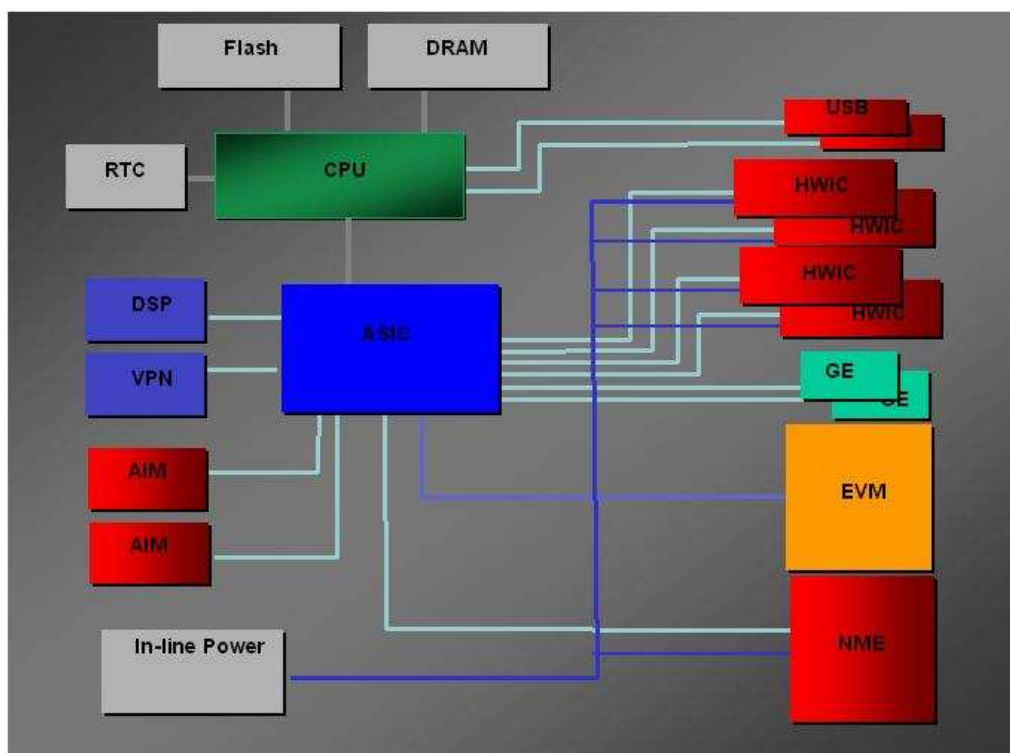 Flash
DRAM
USB
RTC
CPU
HWIC
HWIC
HWIC
HWIC
DSP
ASIC
VPN
GE
GE
AIM
EVM
AIM
In-line Power
NME